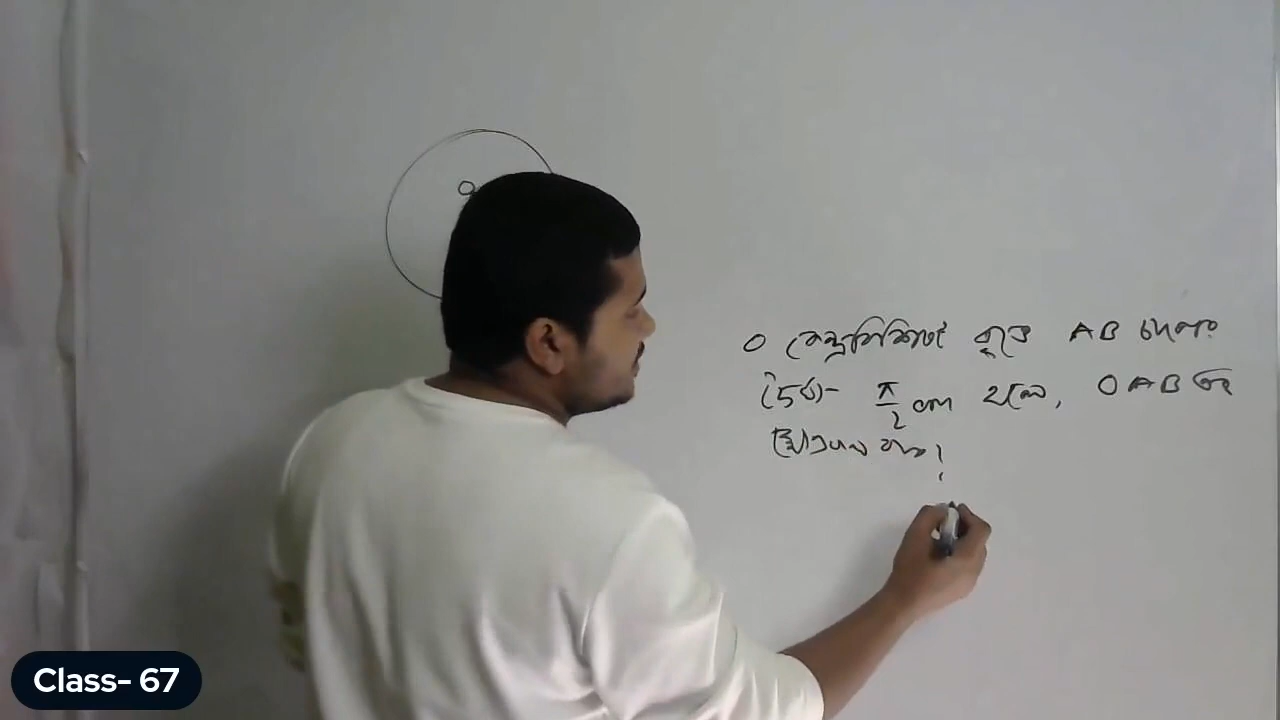 O
O কেন্দ্রবিশিষ্ট বৃত্তে AB চাপের
দৈর্ঘ্য π/2 cm হলে, OAB এর
ক্ষেত্রফল কত?
Class- 67